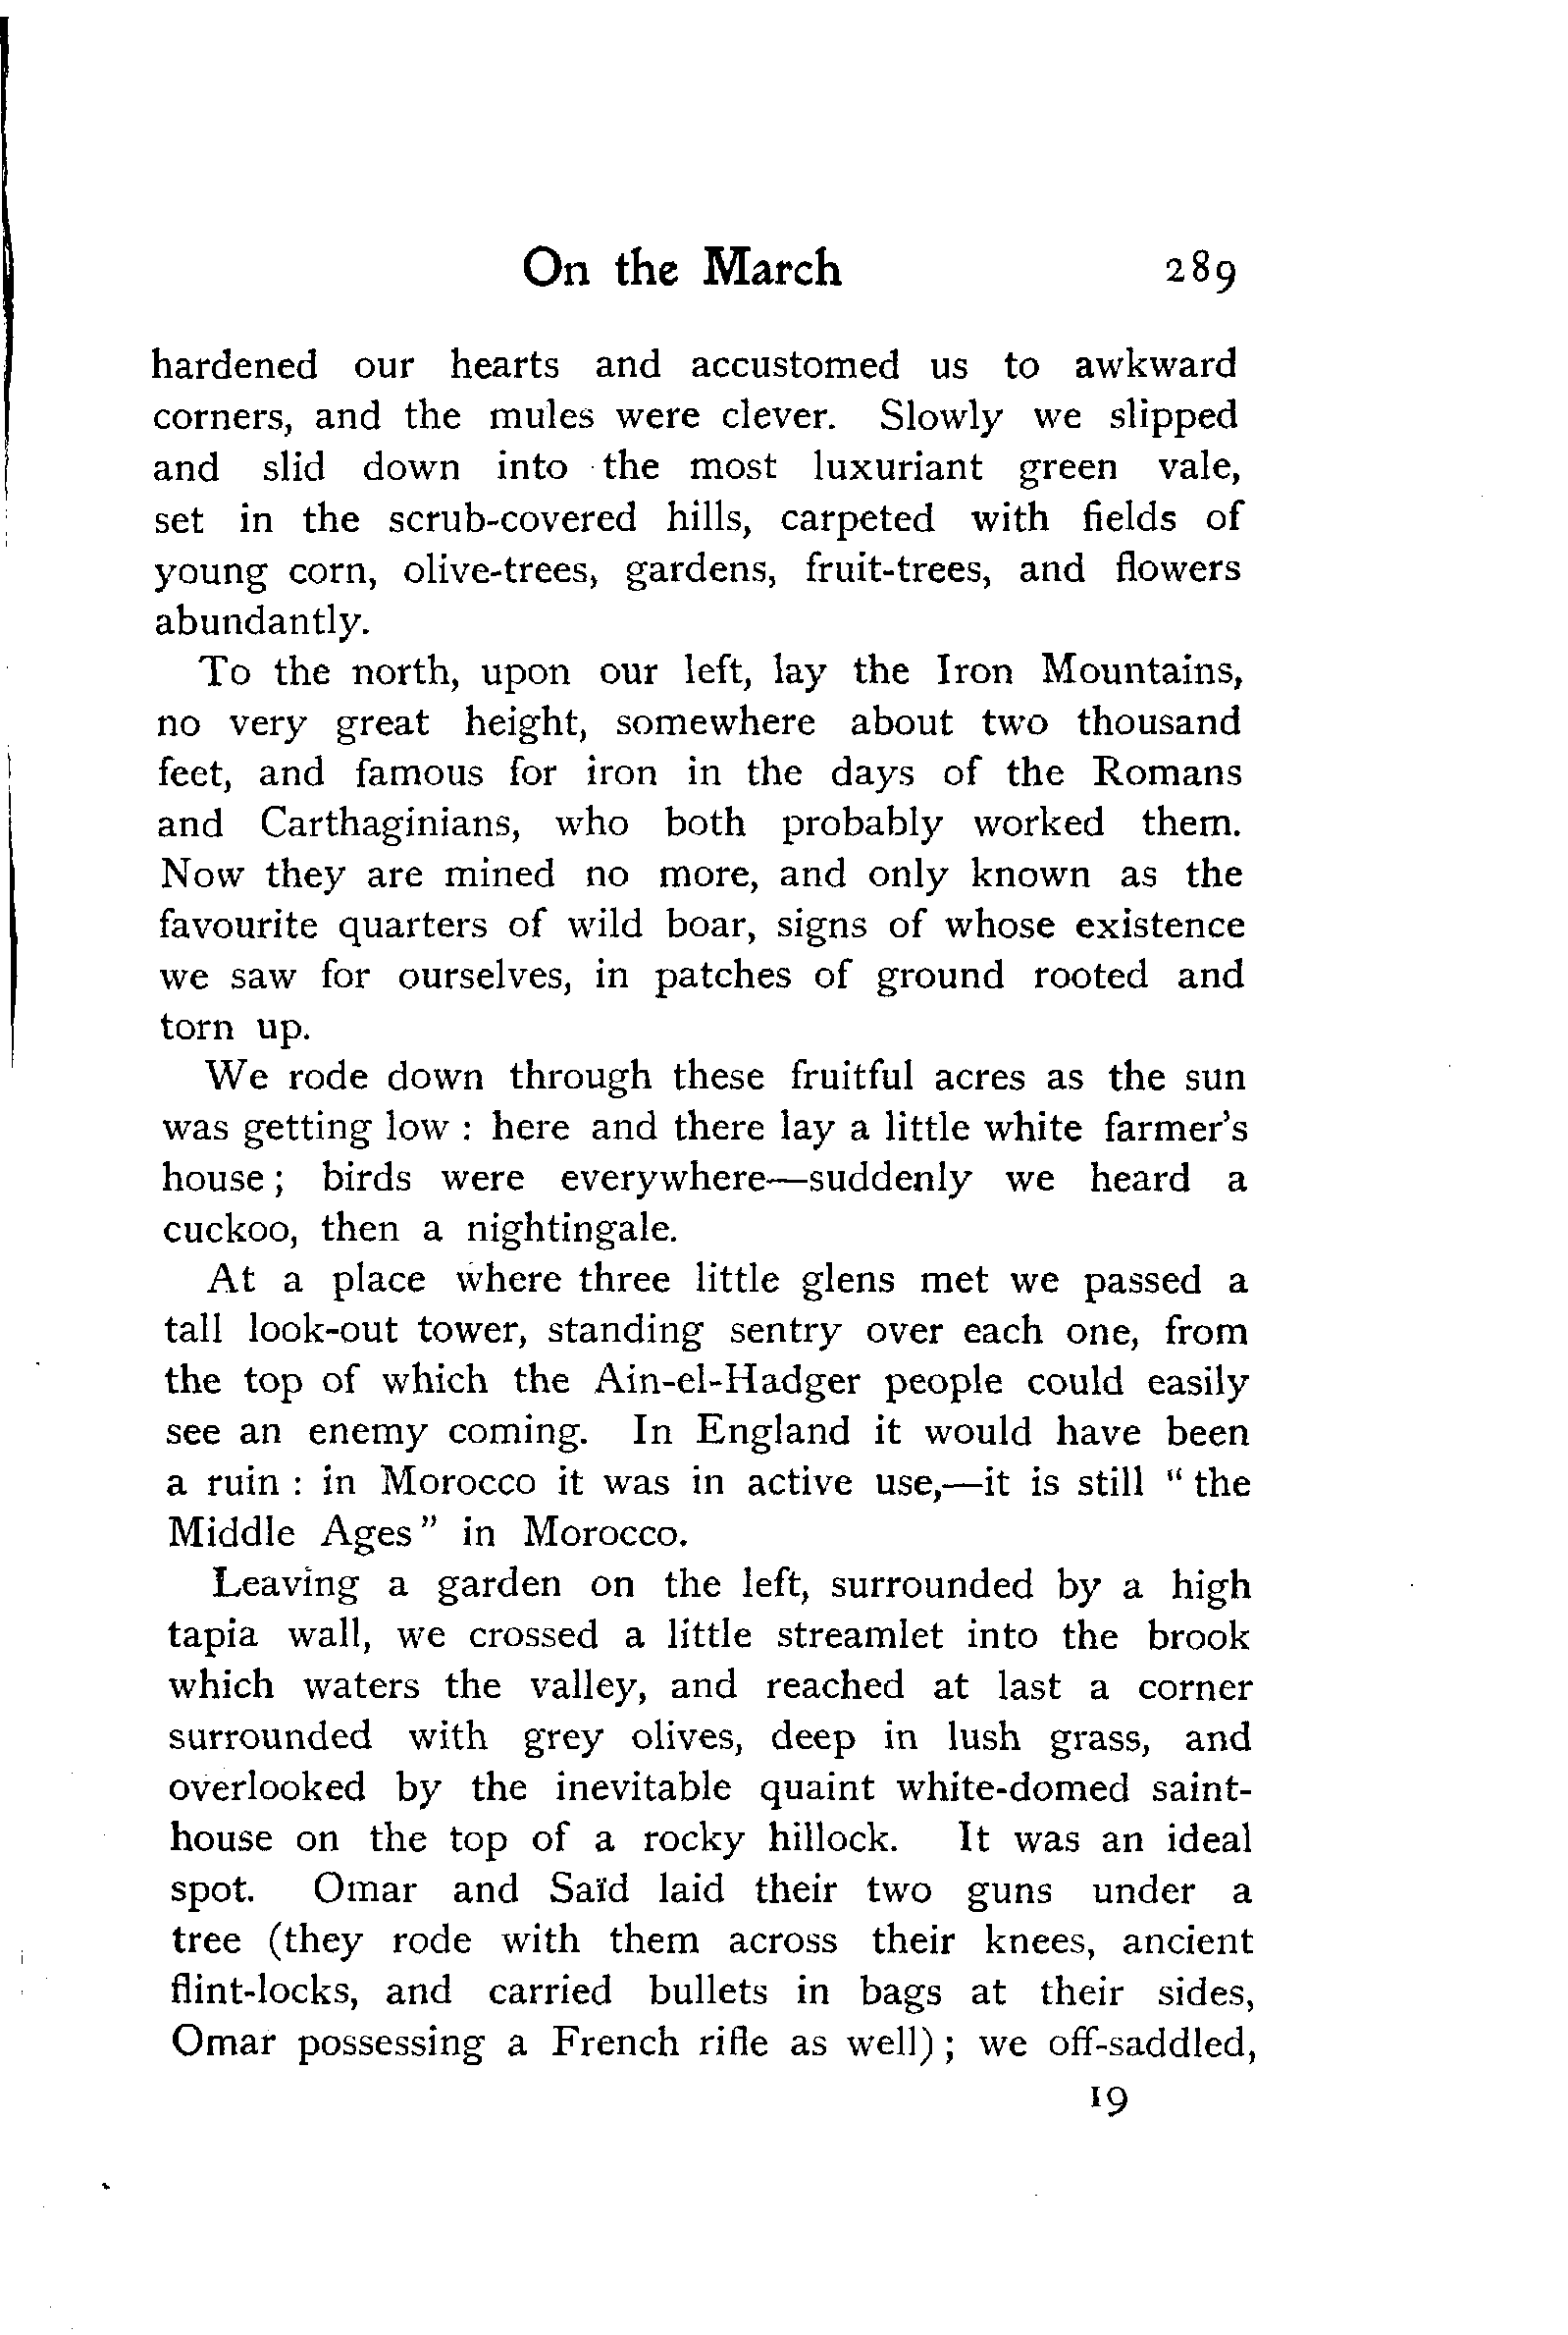 On the March 289
hardened our hearts and accustomed us to awkward
corners, and the mules were clever. Slowly we slipped
and slid down into the most luxuriant green vale,
set in the scrub-covered hills, carpeted with fields of
young corn, olive-trees, gardens, fruit-trees, and flowers
abundantly.
To the north, upon our left, lay the Iron Mountains,
no very great height, somewhere about two thousand
feet, and famous for iron in the days of the Romans
and Carthaginians, who both probably worked them.
Now they are mined no more, and only known as the
favourite quarters of wild boar, signs of whose existence
we saw for ourselves, in patches of ground rooted and
torn up.
We rode down through these fruitful acres as the sun
was getting low : here and there lay a little white farmer's
house ; birds were everywhere—suddenly we heard a
cuckoo, then a nightingale.
At a place where three little glens met we passed a
tall look-out tower, standing sentry over each one, from
the top of which the Ain-el-Hadger people could easily
see an enemy coming. In England it would have been
a ruin : in Morocco it was in active use,—it is still “ the
Middle Ages ” in Morocco.
Leaving a garden on the left, surrounded by a high
tapia wall, we crossed a little streamlet into the brook
which waters the valley, and reached at last a corner
surrounded with grey olives, deep in lush grass, and
overlooked by the inevitable quaint white-domed saint-
house on the top of a rocky hillock. It was an ideal
spot. Omar and Saïd laid their two guns under a
tree (they rode with them across their knees, ancient
flint-locks, and carried bullets in bags at their sides,
Omar possessing a French rifle as well) ; we off-saddled,
19